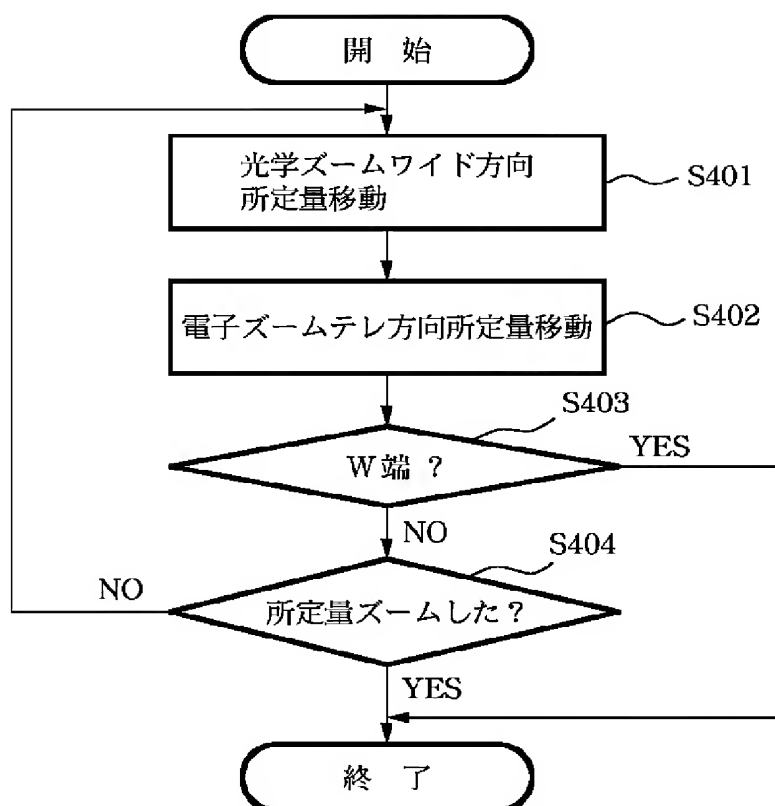 開 始
光学ズームワイド方向
所定量移動
S401
電子ズームテレ方向所定量移動
S402
S403
W端 ?
YES
NO
S404
NO
所定量ズームした?
YES
終 了